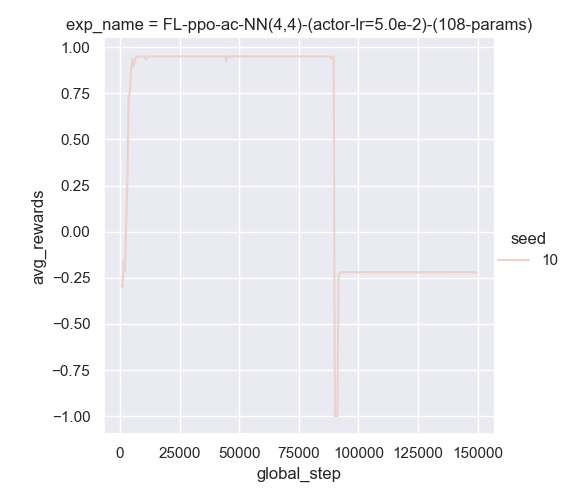 exp_name = FL-ppo-ac-NN(4,4)-(actor-lr=5.0e-2)-(108-params)
1.00
0.75
0.50
0.25
0.00
−0.25
−0.50
−0.75
−1.00
avg_rewards
0 25000 50000 75000 100000 125000 150000
global_step
seed
10